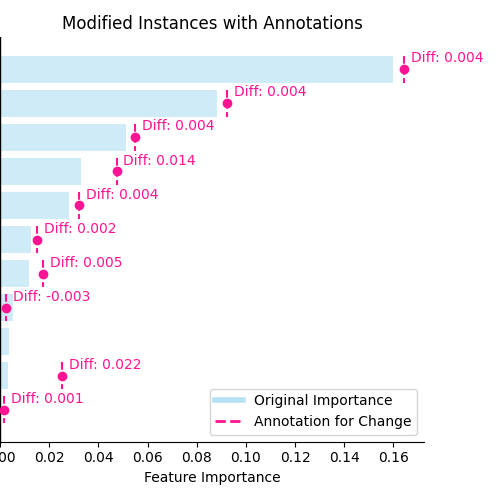 Modified Instances with Annotations
Diff: 0.004
Diff: 0.004
Diff: 0.004
Diff: 0.014
Diff: 0.004
Diff: 0.002
Diff: 0.005
Diff: -0.003
Diff: 0.022
Diff: 0.001
Original Importance
Annotation for Change
00 0.02 0.04 0.06 0.08 0.10 0.12 0.14 0.16
Feature Importance